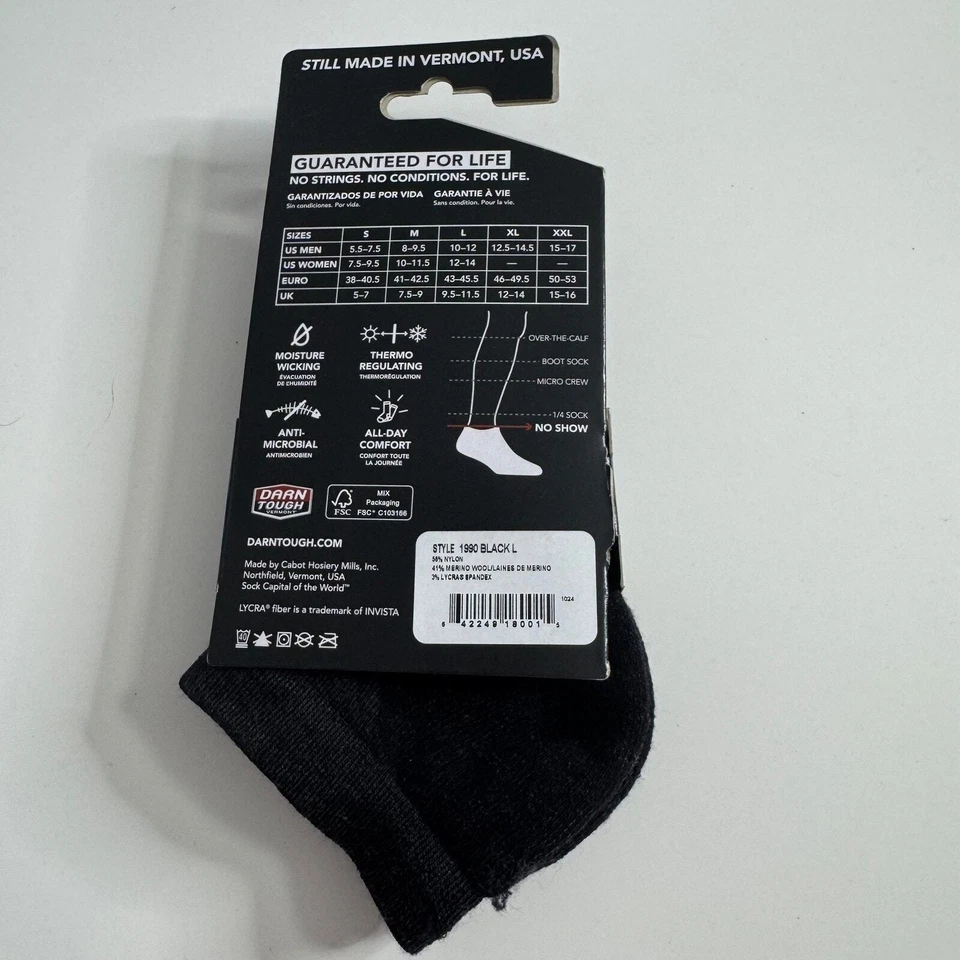 STILL MADE IN VERMONT, USA
GUARANTEED FOR LIFE
NO STRINGS. NO CONDITIONS. FOR LIFE.
GARANTIZADOS DE POR VIDA GARANTIE À VIE
Sin condiciones. Por vida. Sans condition. Pour la vie.
SIZES S M L XL XXL
US MEN 5.5–7.5 8–9.5 10–12 12.5–14.5 15–17
US WOMEN 7.5–9.5 10–11.5 12–14 — —
EURO 38–40.5 41–42.5 43–45.5 46–49.5 50–53
UK 5–7 7.5–9 9.5–11.5 12–14 15–16
MOISTURE
WICKING
ÉVACUATION
DE L'HUMIDITÉ
THERMO
REGULATING
THERMORÉGULATION
ANTI-
MICROBIAL
ANTIMICROBIEN
ALL-DAY
COMFORT
CONFORT TOUTE
LA JOURNÉE
OVER-THE-CALF
BOOT SOCK
MICRO CREW
1/4 SOCK
NO SHOW
DARN
TOUGH
VERMONT
FSC
MIX
Packaging
FSC® C103166
DARNTOUGH.COM
Made by Cabot Hosiery Mills, Inc.
Northfield, Vermont, USA
Sock Capital of the World™
LYCRA® fiber is a trademark of INVISTA
40
STYLE 1990 BLACK L
56% NYLON
41% MERINO WOOL/LAINES DE MERINO
3% LYCRA® SPANDEX
1024
6 42249 18001 5